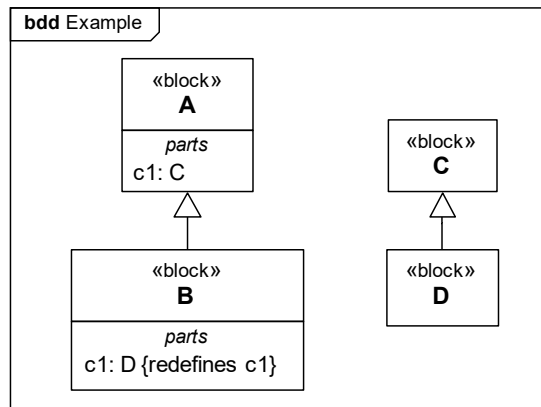 bdd Example
«block»
A
parts
c1: C
«block»
B
parts
c1: D {redefines c1}
«block»
C
«block»
D